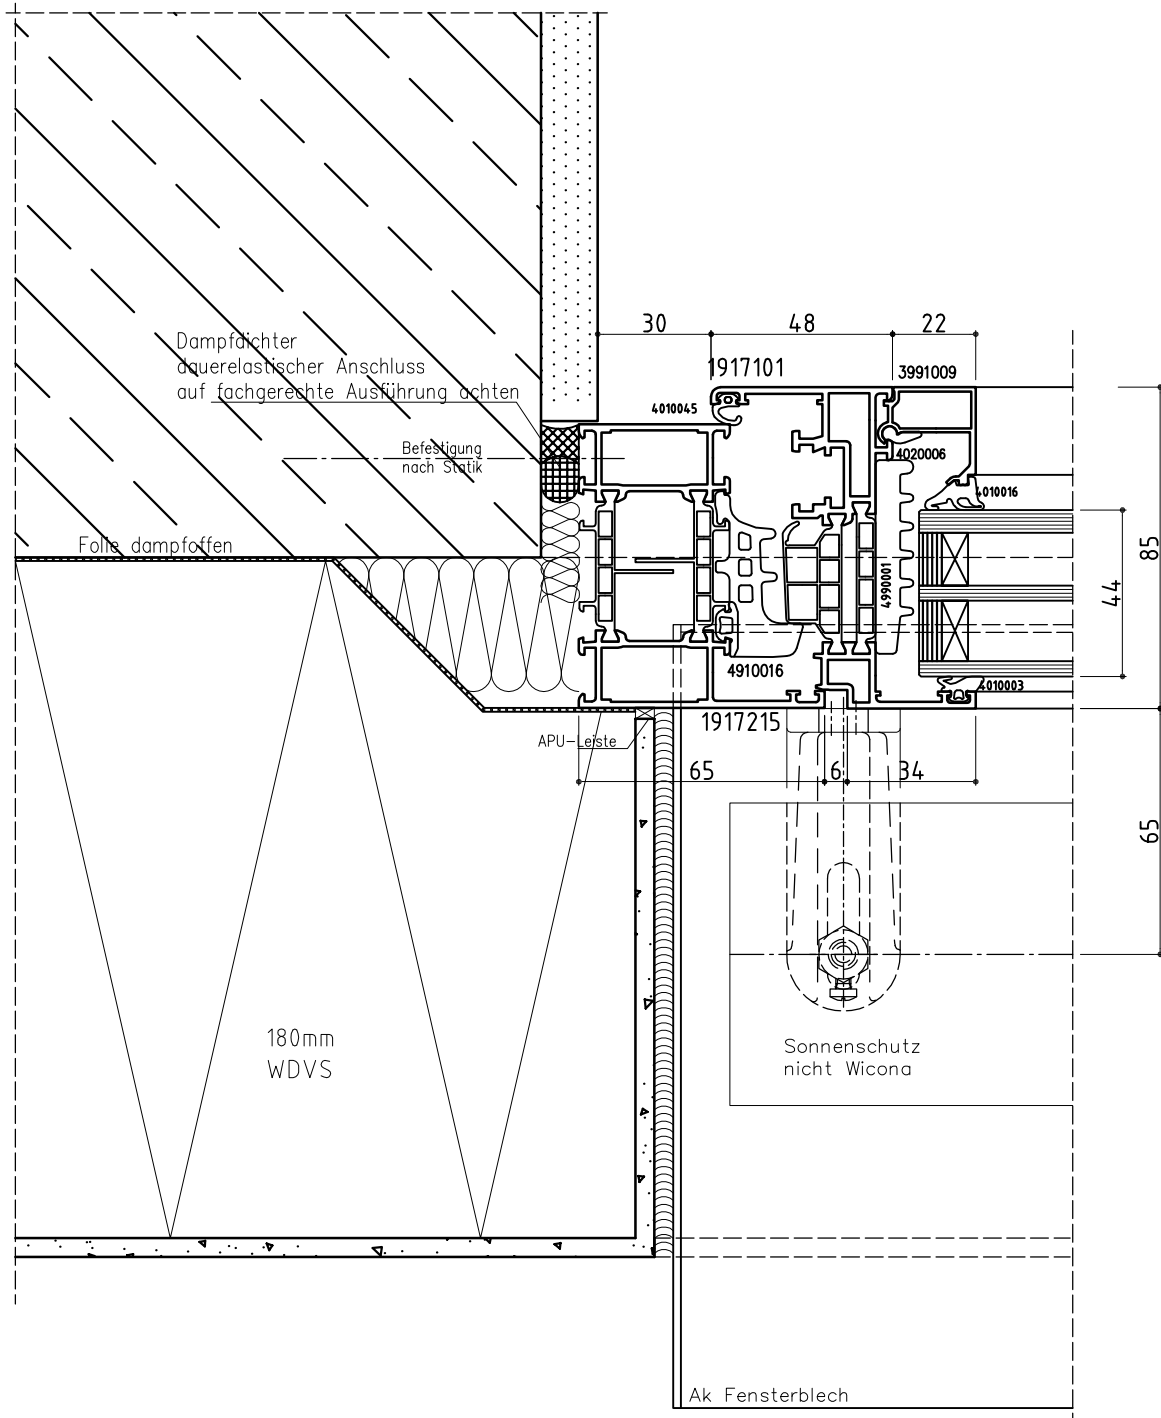 30
48
22
1917101
3991009
Dampfdichter
dauerelastischer Anschluss
auf fachgerechte Ausführung achten
4010045
Befestigung
nach Statik
4020006
4010016
Folie dampfoffen
85
44
4990001
4910016
4010003
1917215
APU-Leiste
65
6
34
65
180mm
WDVS
Sonnenschutz
nicht Wicona
Ak Fensterblech